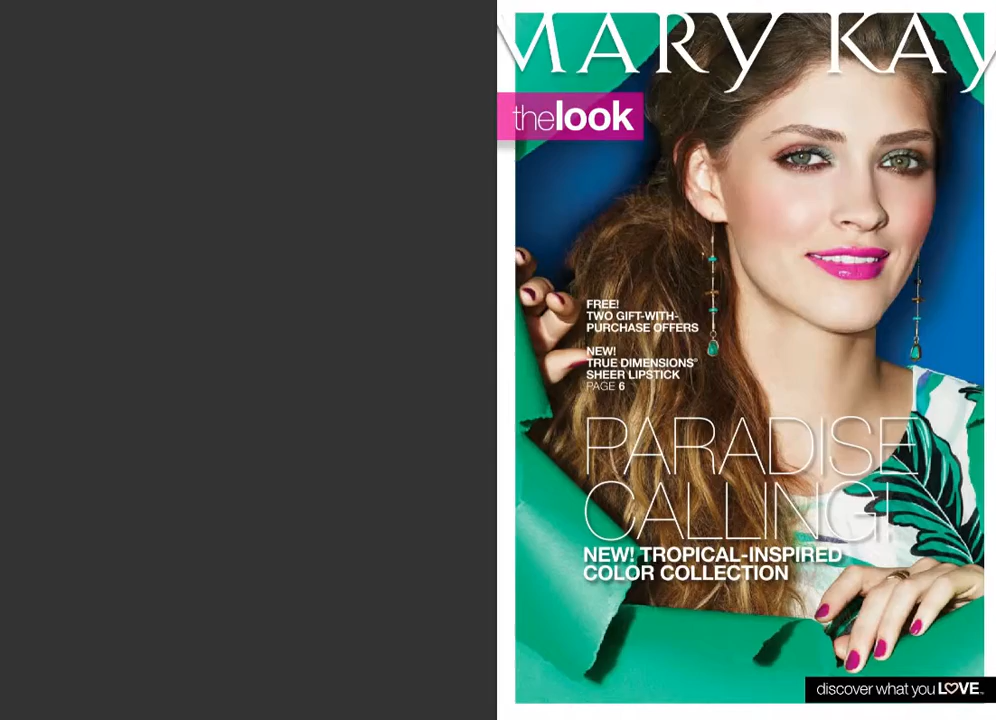 MARY KAY
thelook
FREE!
TWO GIFT-WITH-
PURCHASE OFFERS
NEW!
TRUE DIMENSIONS®
SHEER LIPSTICK
PAGE 6
PARADISE
CALLING!
NEW! TROPICAL-INSPIRED
COLOR COLLECTION
discover what you LOVE™